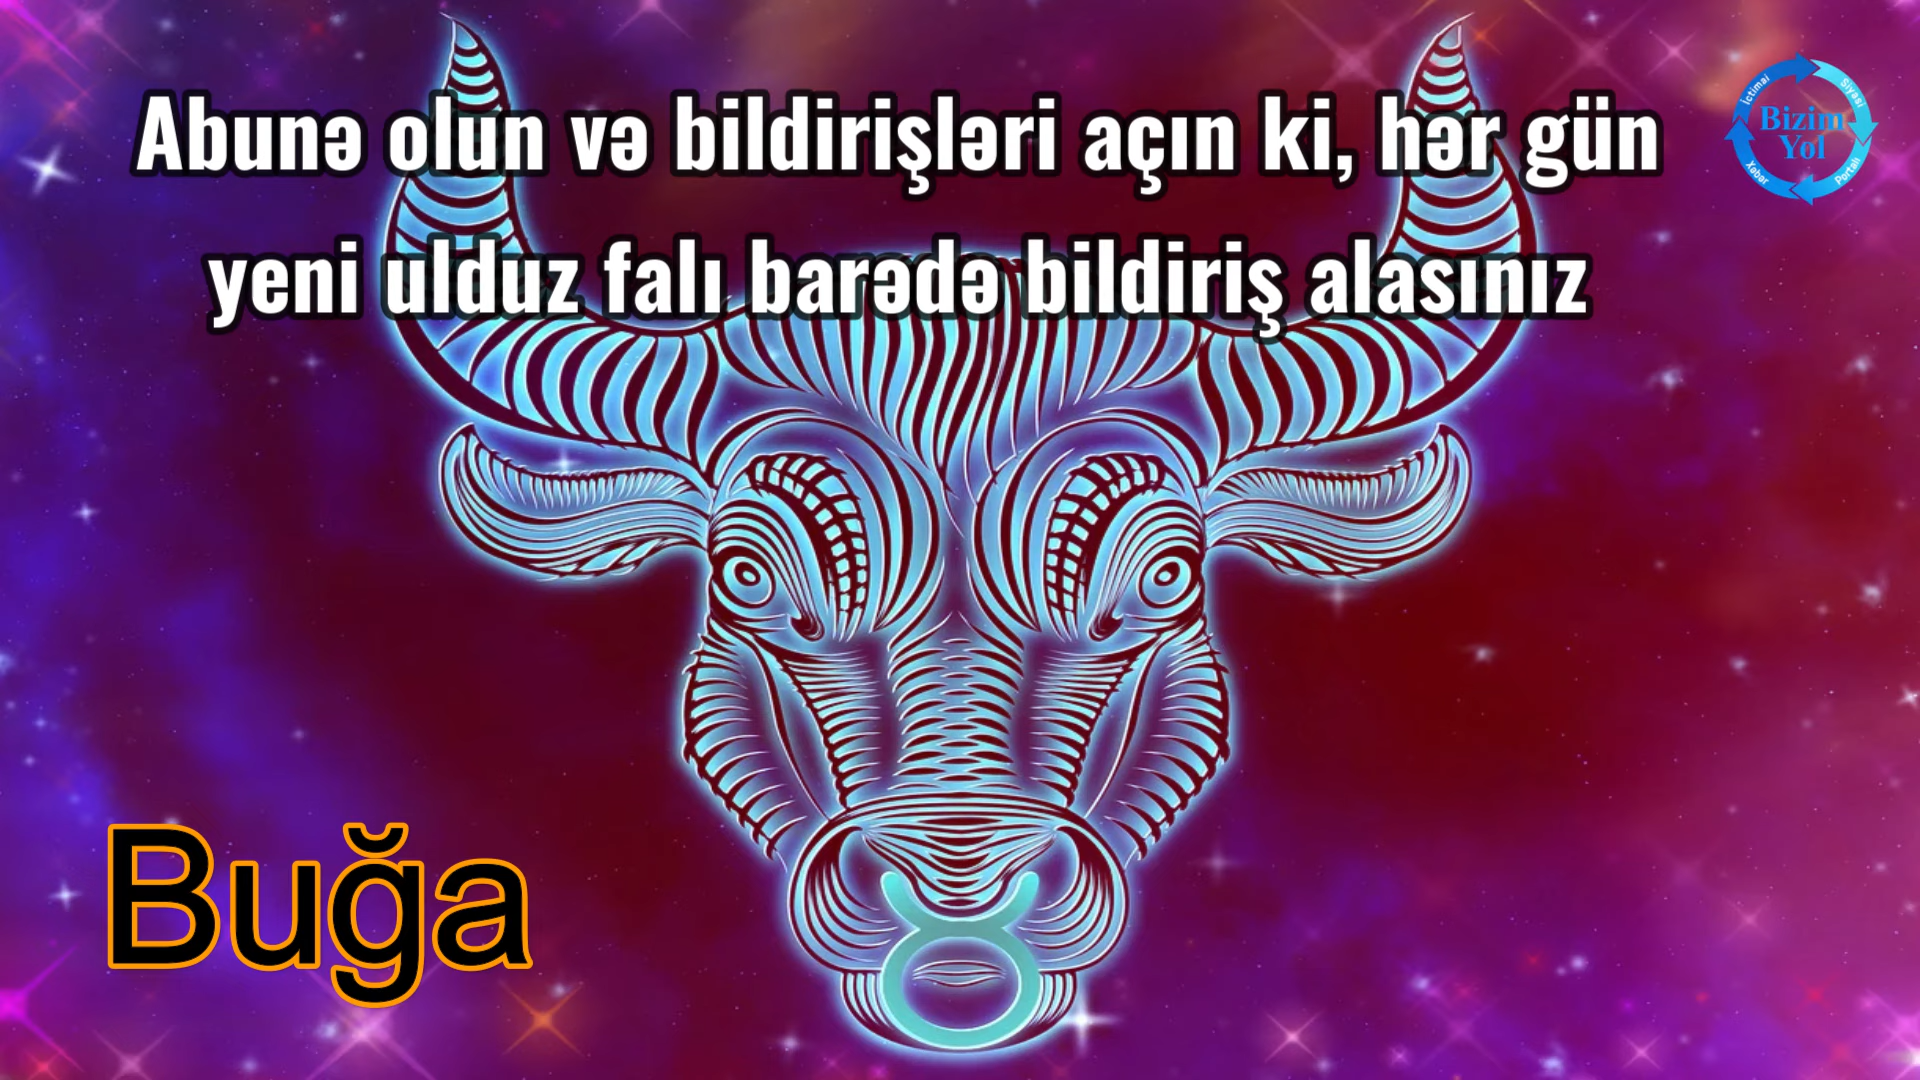 Abunə olun və bildirişləri açın ki, hər gün
yeni ulduz falı barədə bildiriş alasınız
İctimai
Siyasi
Bizim
Yol
Xəbər
Portalı
Buğa